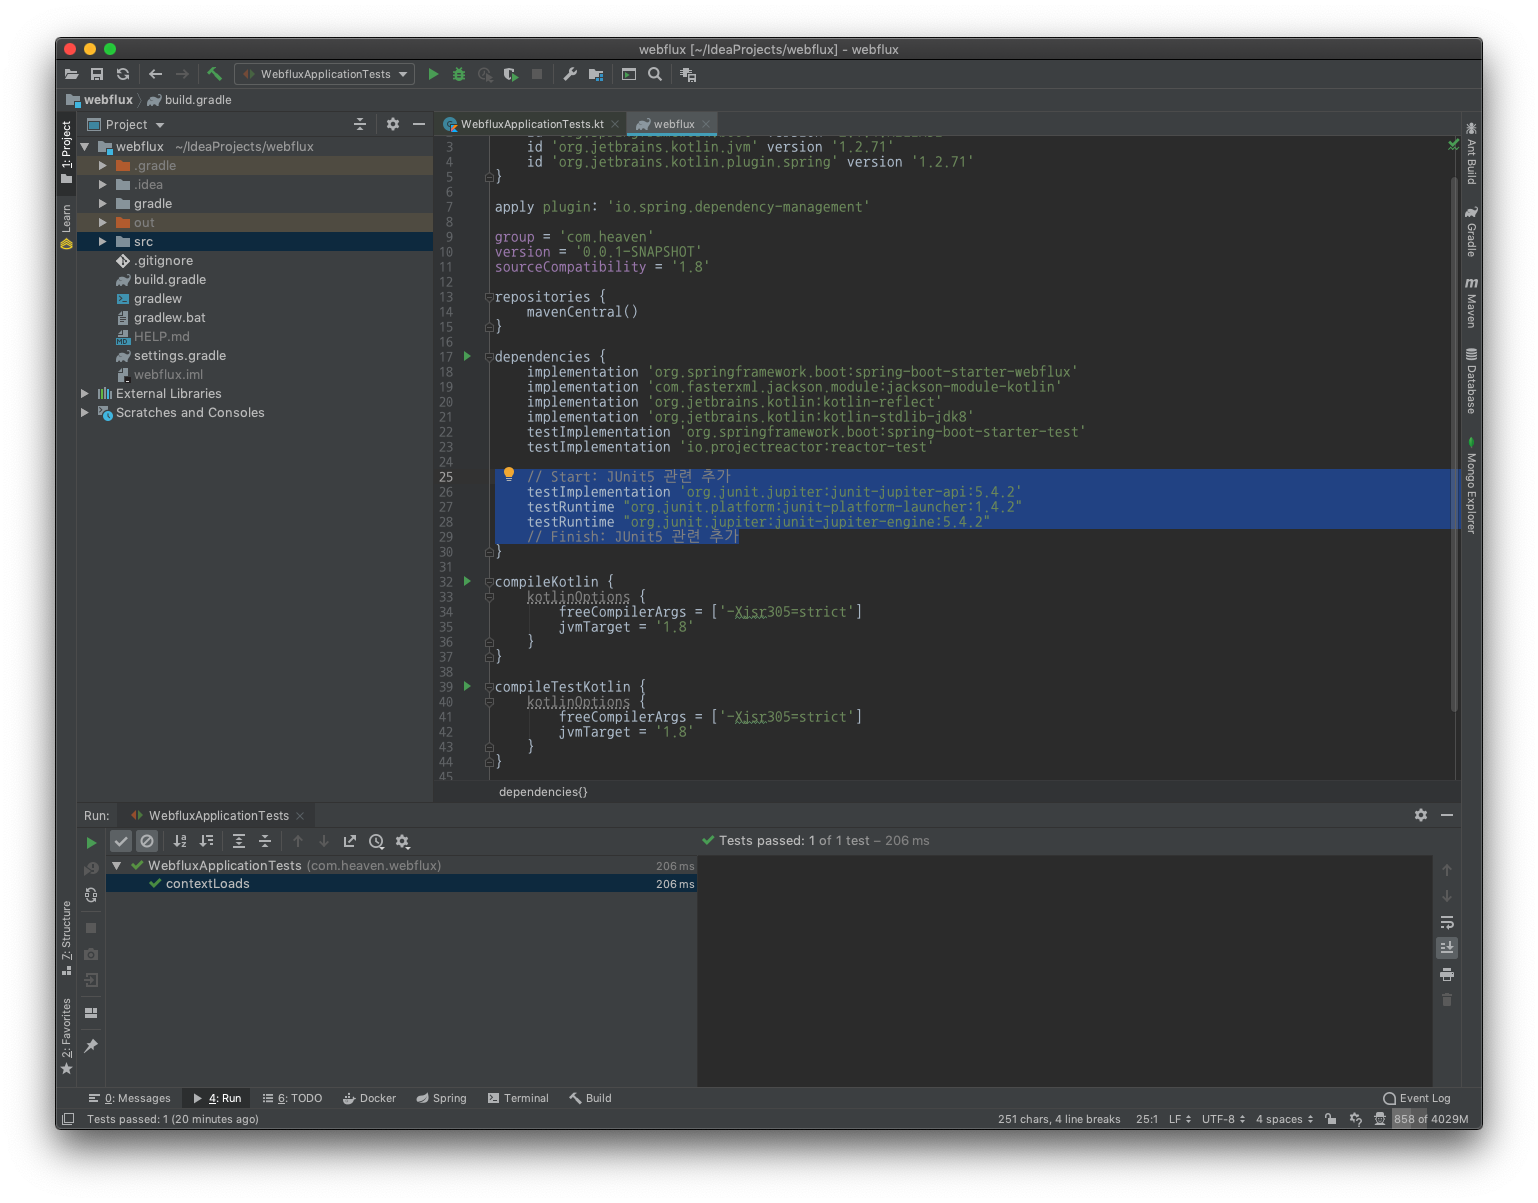 webflux [~/IdeaProjects/webflux] - webflux
WebfluxApplicationTests
webflux
build.gradle
1: Project
Learn
Z: Structure
2: Favorites
Project
webflux ~/IdeaProjects/webflux
.gradle
.idea
gradle
out
src
.gitignore
build.gradle
gradlew
gradlew.bat
HELP.md
settings.gradle
webflux.iml
External Libraries
Scratches and Consoles
WebfluxApplicationTests.kt
webflux
3 id 'org.jetbrains.kotlin.jvm' version '1.2.71'
4 id 'org.jetbrains.kotlin.plugin.spring' version '1.2.71'
5 }
6
7 apply plugin: 'io.spring.dependency-management'
8
9 group = 'com.heaven'
10 version = '0.0.1-SNAPSHOT'
11 sourceCompatibility = '1.8'
12
13 repositories {
14 mavenCentral()
15 }
16
17 dependencies {
18 implementation 'org.springframework.boot:spring-boot-starter-webflux'
19 implementation 'com.fasterxml.jackson.module:jackson-module-kotlin'
20 implementation 'org.jetbrains.kotlin:kotlin-reflect'
21 implementation 'org.jetbrains.kotlin:kotlin-stdlib-jdk8'
22 testImplementation 'org.springframework.boot:spring-boot-starter-test'
23 testImplementation 'io.projectreactor:reactor-test'
24
25 // Start: JUnit5 관련 추가
26 testImplementation 'org.junit.jupiter:junit-jupiter-api:5.4.2'
27 testRuntime "org.junit.platform:junit-platform-launcher:1.4.2"
28 testRuntime "org.junit.jupiter:junit-jupiter-engine:5.4.2"
29 // Finish: JUnit5 관련 추가
30 }
31
32 compileKotlin {
33 kotlinOptions {
34 freeCompilerArgs = ['-Xjsr305=strict']
35 jvmTarget = '1.8'
36 }
37 }
38
39 compileTestKotlin {
40 kotlinOptions {
41 freeCompilerArgs = ['-Xjsr305=strict']
42 jvmTarget = '1.8'
43 }
44 }
45
dependencies{}
Ant Build
Gradle
Maven
Database
Mongo Explorer
Run: WebfluxApplicationTests
Tests passed: 1 of 1 test – 206 ms
WebfluxApplicationTests (com.heaven.webflux) 206 ms
contextLoads 206 ms
0: Messages
4: Run
6: TODO
Docker
Spring
Terminal
Build
Event Log
Tests passed: 1 (20 minutes ago)
251 chars, 4 line breaks 25:1 LF UTF-8 4 spaces 858 of 4029M